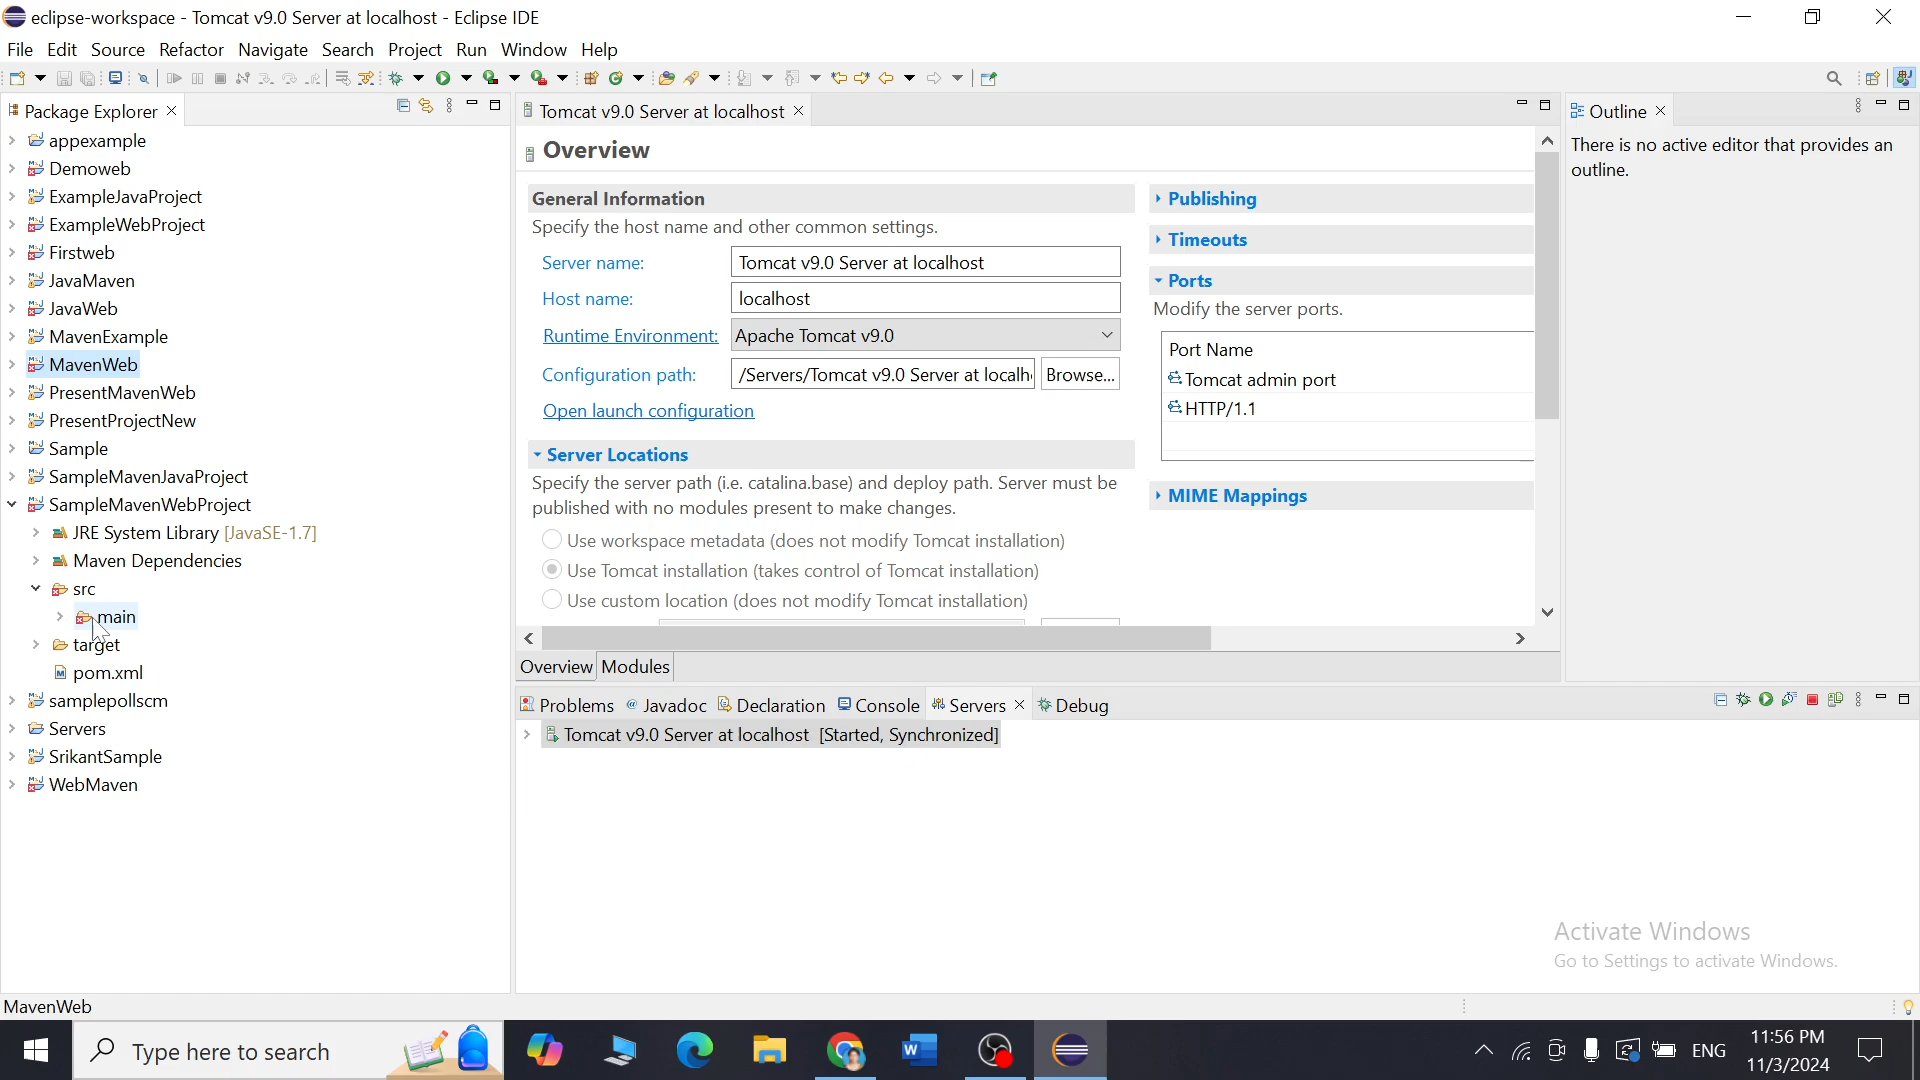 eclipse-workspace - Tomcat v9.0 Server at localhost - Eclipse IDE
File Edit Source Refactor Navigate Search Project Run Window Help
Package Explorer
appexample
Demoweb
ExampleJavaProject
ExampleWebProject
Firstweb
JavaMaven
JavaWeb
MavenExample
MavenWeb
PresentMavenWeb
PresentProjectNew
Sample
SampleMavenJavaProject
SampleMavenWebProject
JRE System Library [JavaSE-1.7]
Maven Dependencies
src
main
target
pom.xml
samplepollscm
Servers
SrikantSample
WebMaven
Tomcat v9.0 Server at localhost
Overview
General Information
Specify the host name and other common settings.
Server name: Tomcat v9.0 Server at localhost
Host name: localhost
Runtime Environment: Apache Tomcat v9.0
Configuration path: /Servers/Tomcat v9.0 Server at localh Browse...
Open launch configuration
Server Locations
Specify the server path (i.e. catalina.base) and deploy path. Server must be
published with no modules present to make changes.
Use workspace metadata (does not modify Tomcat installation)
Use Tomcat installation (takes control of Tomcat installation)
Use custom location (does not modify Tomcat installation)
Publishing
Timeouts
Ports
Modify the server ports.
Port Name
Tomcat admin port
HTTP/1.1
MIME Mappings
Overview Modules
Outline
There is no active editor that provides an
outline.
Problems Javadoc Declaration Console Servers Debug
Tomcat v9.0 Server at localhost [Started, Synchronized]
Activate Windows
Go to Settings to activate Windows.
MavenWeb
Type here to search
ENG
11:56 PM
11/3/2024